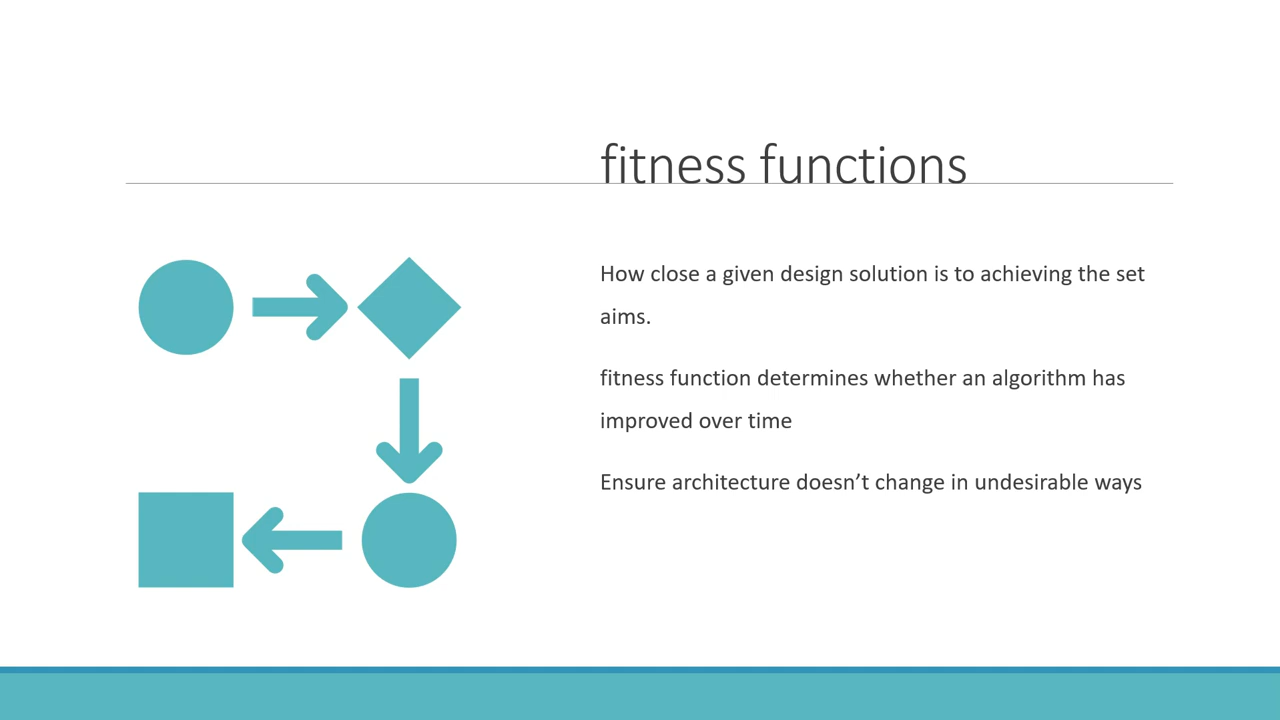 fitness functions
How close a given design solution is to achieving the set
aims.
fitness function determines whether an algorithm has
improved over time
Ensure architecture doesn’t change in undesirable ways